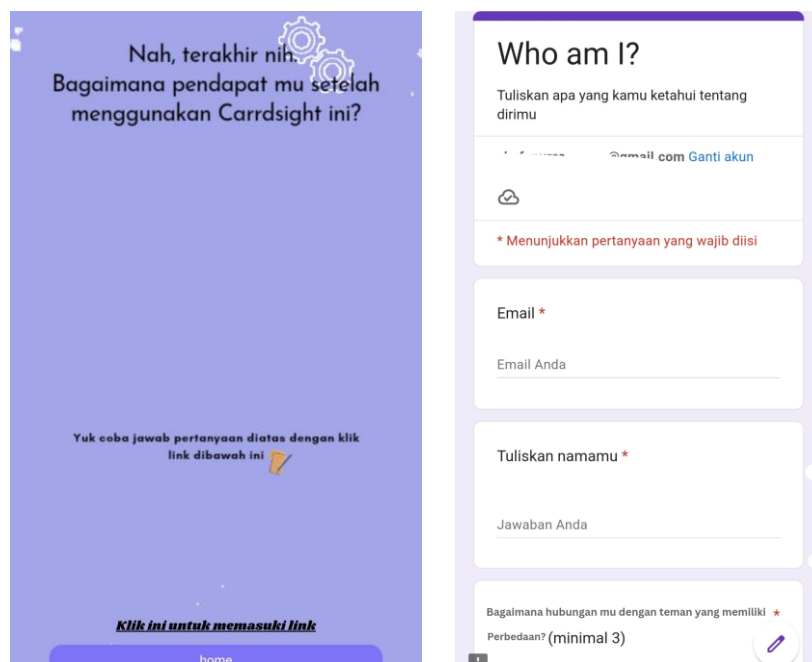 Nah, terakhir nih.
Bagaimana pendapat mu setelah
menggunakan Carrdsight ini?
Yuk coba jawab pertanyaan diatas dengan klik
link dibawah ini
Klik ini untuk memasuki link
home
Who am I?
Tuliskan apa yang kamu ketahui tentang
dirimu
@gmail.com Ganti akun
* Menunjukkan pertanyaan yang wajib diisi
Email *
Email Anda
Tuliskan namamu *
Jawaban Anda
Bagaimana hubungan mu dengan teman yang memiliki *
Perbedaan? (minimal 3)